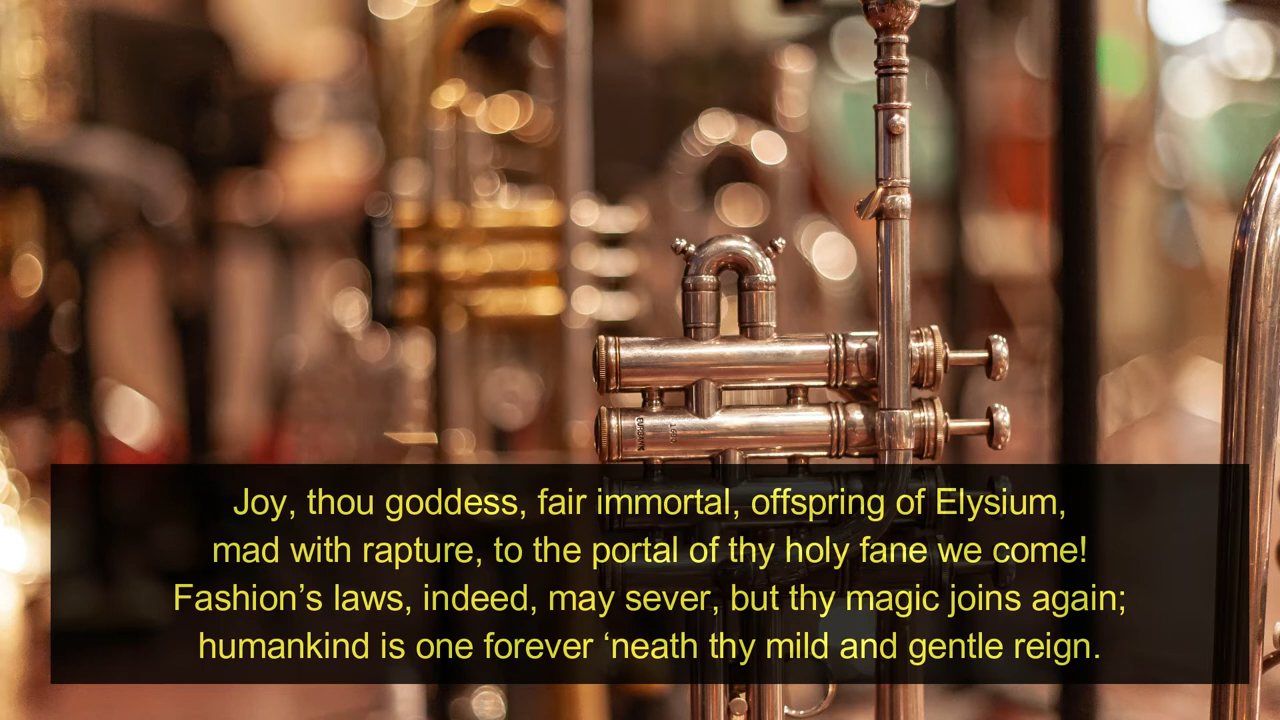 Joy, thou goddess, fair immortal, offspring of Elysium,
mad with rapture, to the portal of thy holy fane we come!
Fashion’s laws, indeed, may sever, but thy magic joins again;
humankind is one forever ‘neath thy mild and gentle reign.